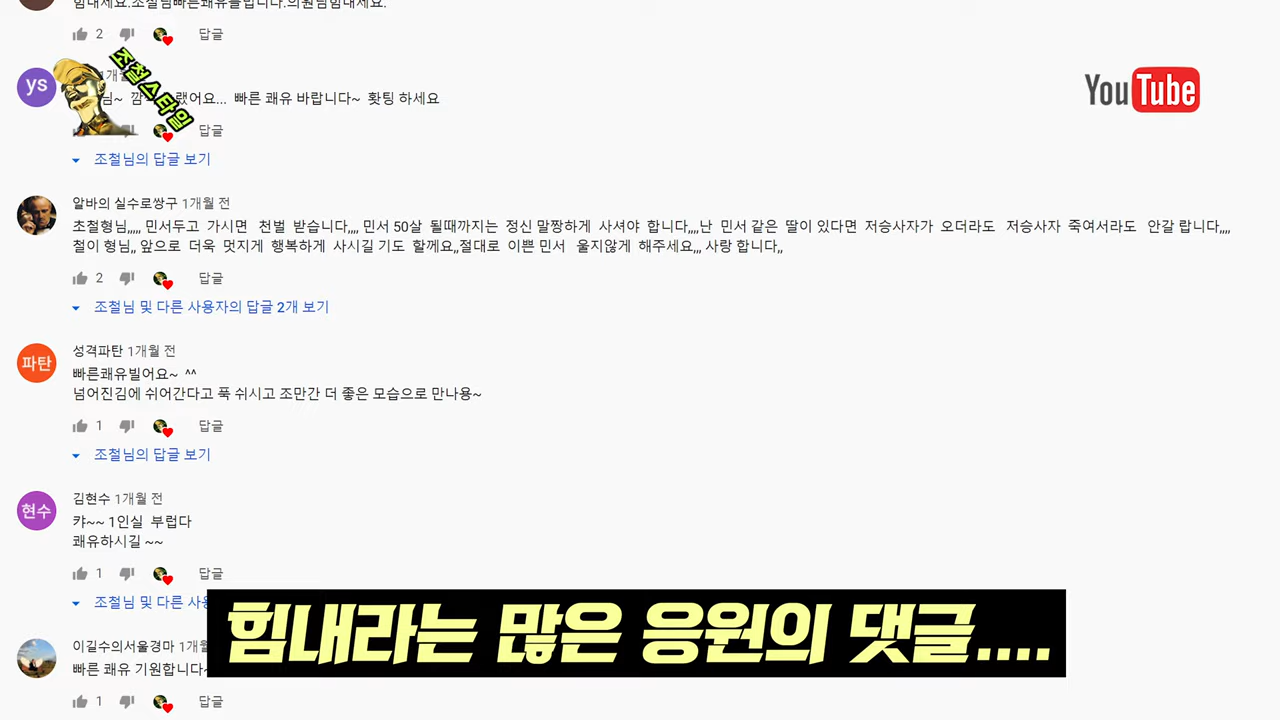 힘내세요.조철님빠른쾌유를빕니다.의원님힘내세요.
2 답글
ys
1개월
조철스타일
YouTube
님~ 깜 랬어요... 빠른 쾌유 바랍니다~ 홧팅 하세요
답글
조철님의 답글 보기
알바의 실수로쌍구 1개월 전
초철형님,,,,, 민서두고 가시면 천벌 받습니다,,,, 민서 50살 될때까지는 정신 말짱하게 사셔야 합니다,,,,난 민서 같은 딸이 있다면 저승사자가 오더라도 저승사자 죽여서라도 안갈 랍니다,,,,
철이 형님,, 앞으로 더욱 멋지게 행복하게 사시길 기도 할께요,,절대로 이쁜 민서 울지않게 해주세요,,, 사랑 합니다,,
2 답글
조철님 및 다른 사용자의 답글 2개 보기
파탄
성격파탄 1개월 전
빠른쾌유빌어요~ ^^
넘어진김에 쉬어간다고 푹 쉬시고 조만간 더 좋은 모습으로 만나용~
1 답글
조철님의 답글 보기
현수
김현수 1개월 전
캬~~ 1인실 부럽다
쾌유하시길 ~~
1 답글
조철님 및 다른 사
힘내라는 많은 응원의 댓글....
이길수의서울경마 1개월
빠른 쾌유 기원합니다~
1 답글